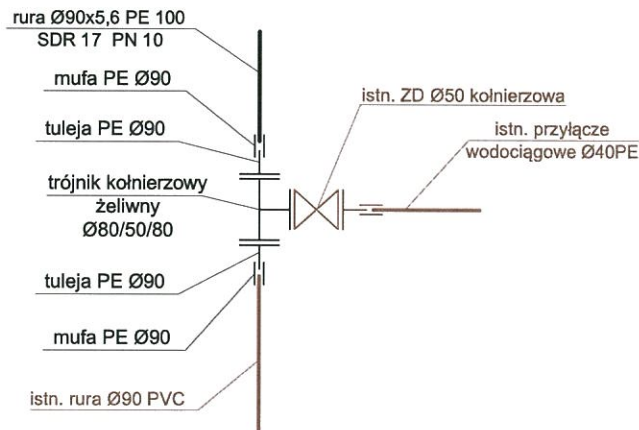 rura Ø90x5,6 PE 100
SDR 17 PN 10
mufa PE Ø90
tuleja PE Ø90
trójnik kołnierzowy
żeliwny
Ø80/50/80
tuleja PE Ø90
mufa PE Ø90
istn. rura Ø90 PVC
istn. ZD Ø50 kołnierzowa
istn. przyłącze
wodociągowe Ø40PE